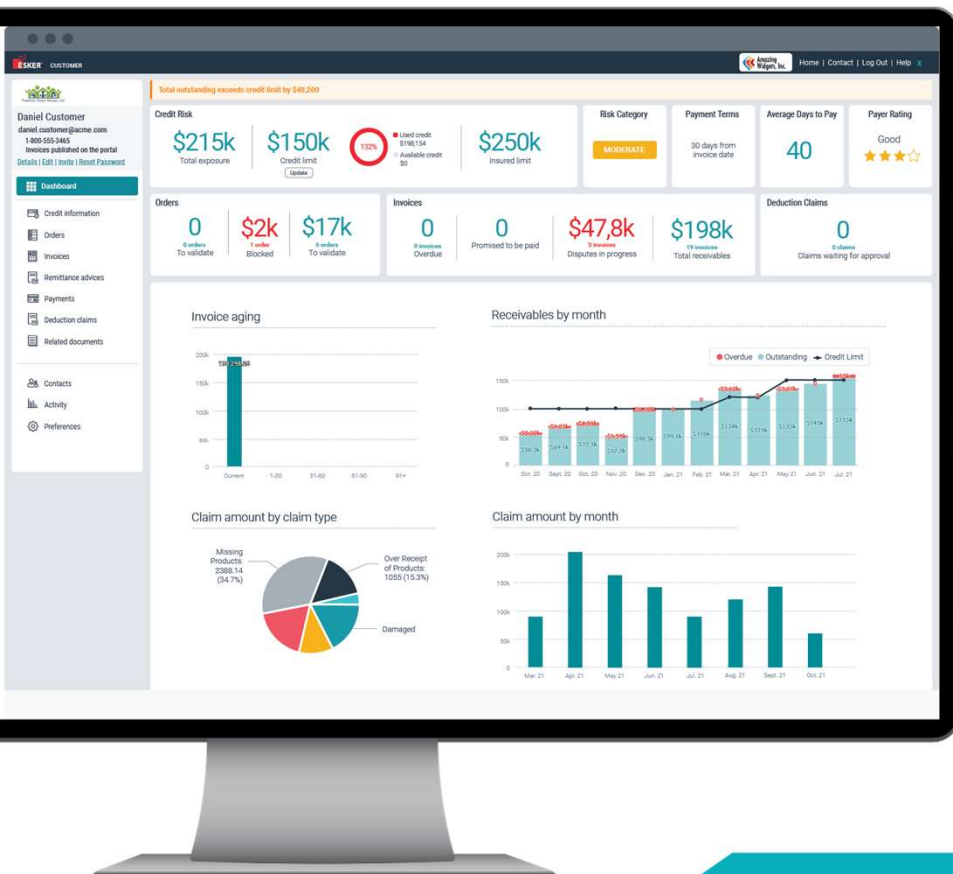 ESKER CUSTOMER
Amazing
Widgets, Inc.
Home | Contact | Log Out | Help X
Daniel Customer
daniel.customer@acme.com
1-800-555-3465
Invoices published on the portal
Details | Edit | Invite | Reset Password
Dashboard
Credit information
Orders
Invoices
Remittance advices
Payments
Deduction claims
Related documents
Contacts
Activity
Preferences
Total outstanding exceeds credit limit by $48,200
Credit Risk
$215k
Total exposure
$150k
Credit limit
Update
132%
Used credit
$198,154
Available credit
$0
$250k
Insured limit
Risk Category
MODERATE
Payment Terms
30 days from
invoice date
Average Days to Pay
40
Payer Rating
Good
Orders
0
0 orders
To validate
$2k
1 order
Blocked
$17k
6 orders
To validate
Invoices
0
0 invoices
Overdue
0
Promised to be paid
$47,8k
5 invoices
Disputes in progress
$198k
19 invoices
Total receivables
Deduction Claims
0
0 claims
Claims waiting for approval
Invoice aging
200k
150k
100k
0
Current 1-30 31-60 61-90 91+
Receivables by month
Overdue Outstanding Credit Limit
150k
100k
50k
0
Oct. 20 Sept. 20 Oct. 20 Nov. 20 Dec. 20 Jan. 21 Feb. 21 Mar. 21 Apr. 21 May 21 Jun. 21 Jul. 21
Claim amount by claim type
Missing
Products:
2388.14
(34.7%)
Over Receipt
of Products:
1055 (15.3%)
Damaged
Claim amount by month
200k
150k
100k
50k
0
Mar. 21 Apr. 21 May 21 Jun. 21 Jul. 21 Aug. 21 Sept. 21 Oct. 21